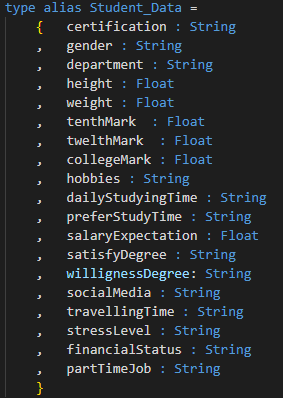 type alias Student_Data =
{ certification : String
, gender : String
, department : String
, height : Float
, weight : Float
, tenthMark : Float
, twelthMark : Float
, collegeMark : Float
, hobbies : String
, dailyStudyingTime : String
, preferStudyTime : String
, salaryExpectation : Float
, satisfyDegree : String
, willignessDegree: String
, socialMedia : String
, travellingTime : String
, stressLevel : String
, financialStatus : String
, partTimeJob : String
}